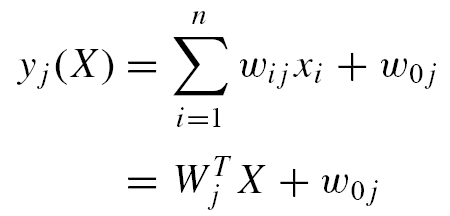 y_j(X) = \sum_{i=1}^{n} w_{ij} x_i + w_{0j}
= W_j^T X + w_{0j}